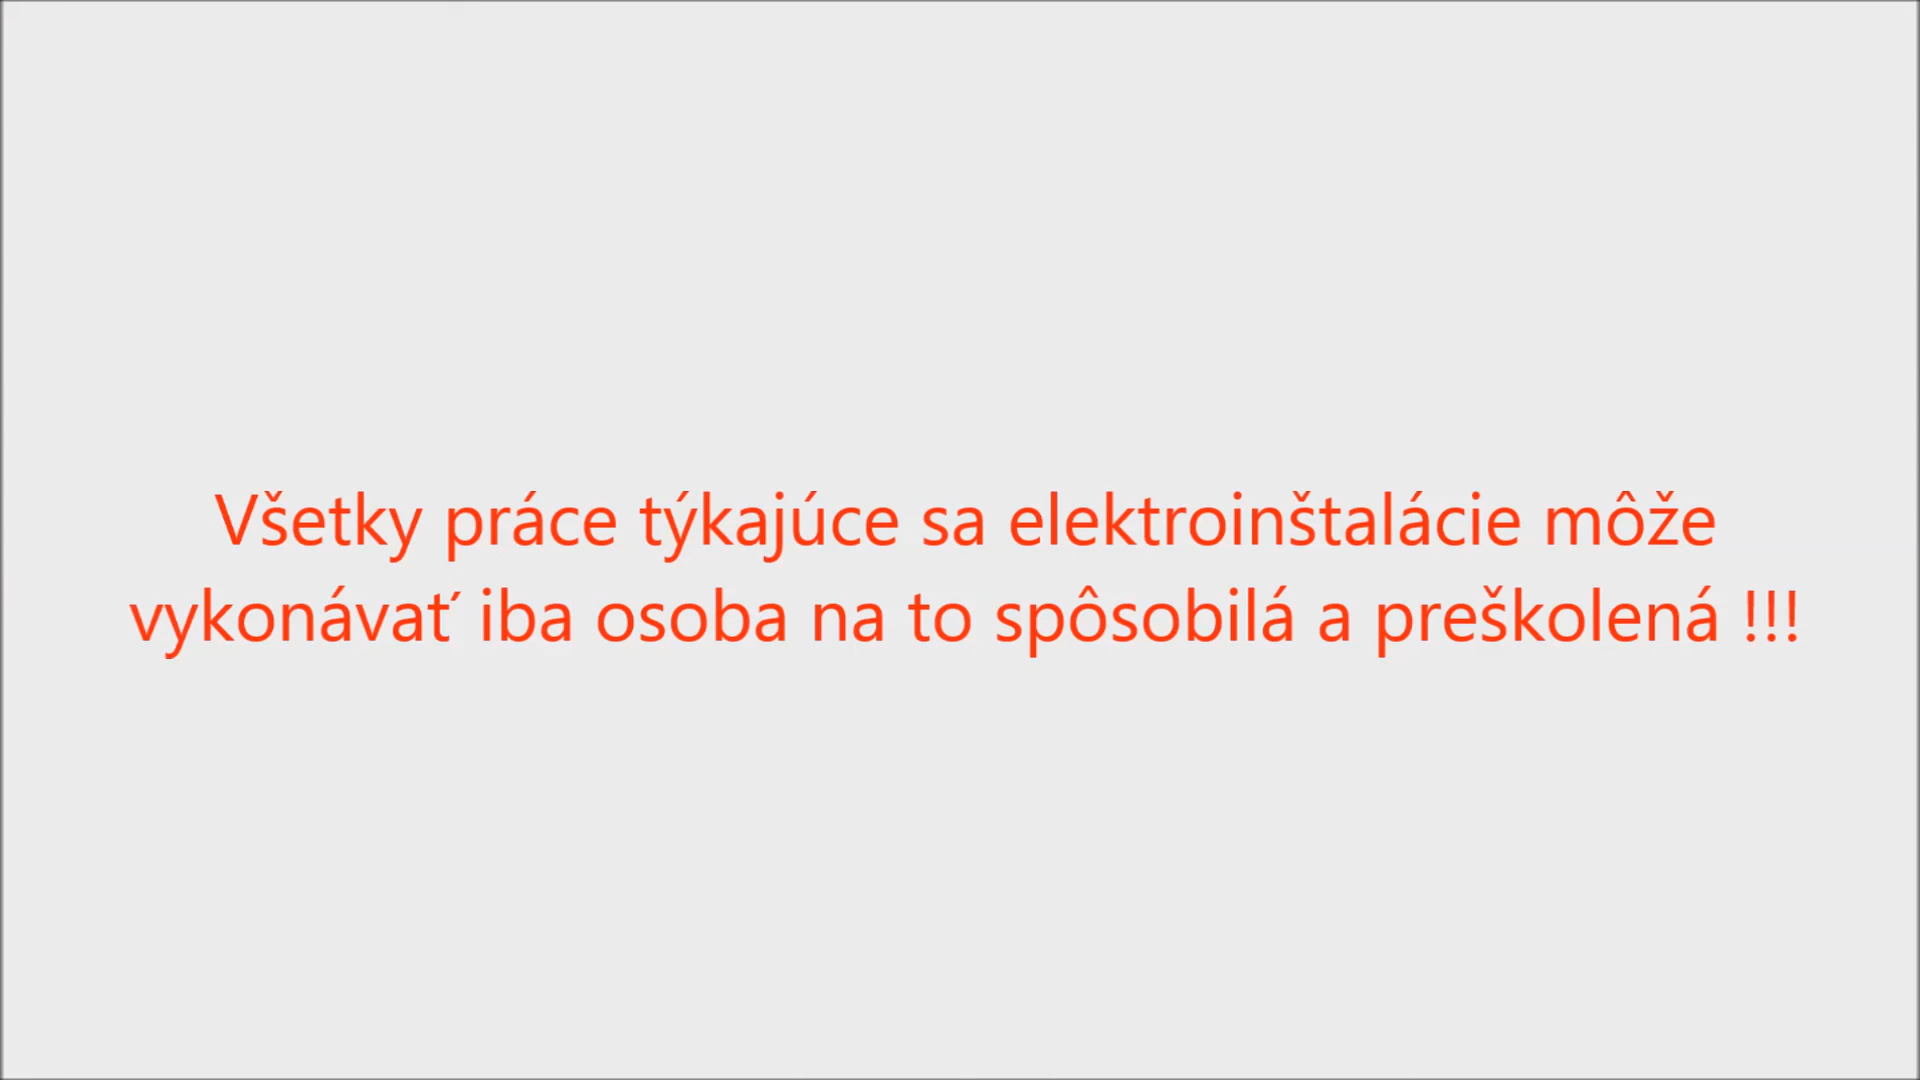 Všetky práce týkajúce sa elektroinštalácie môže
vykonávať iba osoba na to spôsobilá a preškolená !!!